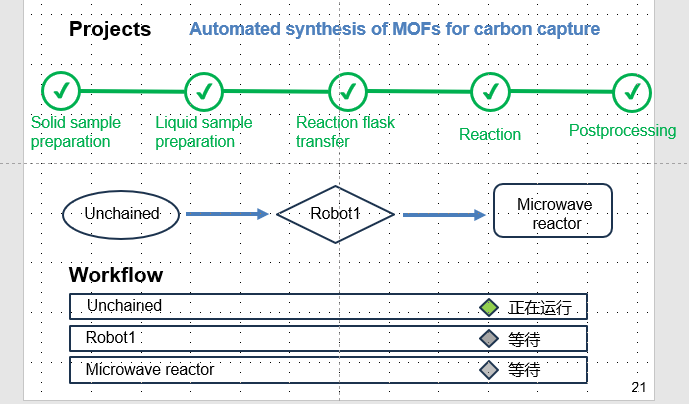 Projects
Automated synthesis of MOFs for carbon capture
Solid sample
preparation
Liquid sample
preparation
Reaction flask
transfer
Reaction
Postprocessing
Unchained
Robot1
Microwave
reactor
Workflow
Unchained 正在运行
Robot1 等待
Microwave reactor 等待
21